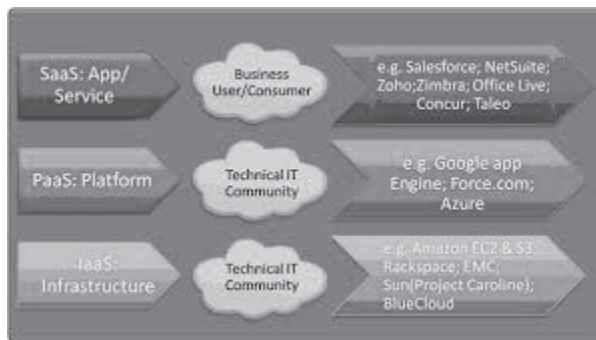 SaaS: App/
Service
Business
User/Consumer
e.g. Salesforce; NetSuite;
Zoho;Zimbra; Office Live;
Concur; Taleo
PaaS: Platform
Technical IT
Community
e.g. Google app
Engine; Force.com;
Azure
IaaS:
Infrastructure
Technical IT
Community
e.g. Amazon EC2 & S3
Rackspace; EMC;
Sun(Project Caroline);
BlueCloud